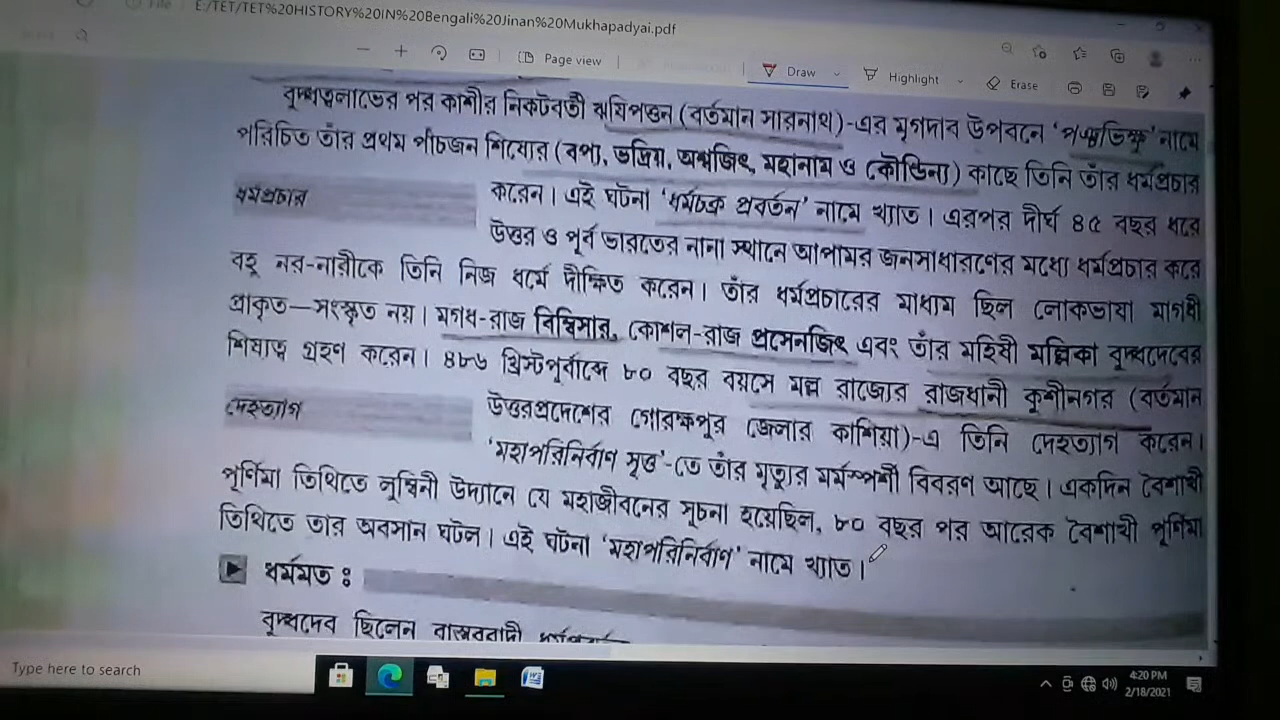 File E:/TET/TET%20HISTORY%20IN%20Bengali%20Jinan%20Mukhapadyai.pdf
Page view Draw Highlight Erase
বুদ্ধত্বলাভের পর কাশীর নিকটবর্তী ঋষিপত্তন (বর্তমান সারনাথ)-এর মৃগদাব উপবনে ‘পঞ্চভিক্ষু’ নামে
পরিচিত তাঁর প্রথম পাঁচজন শিষ্যের (বপ্য, ভদ্রিয়, অশ্বজিৎ, মহানাম ও কৌণ্ডিন্য) কাছে তিনি তাঁর ধর্মপ্রচার
ধর্মপ্রচার
করেন। এই ঘটনা ‘ধর্মচক্র প্রবর্তন’ নামে খ্যাত। এরপর দীর্ঘ ৪৫ বছর ধরে
উত্তর ও পূর্ব ভারতের নানা স্থানে আপামর জনসাধারণের মধ্যে ধর্মপ্রচার করে
বহু নর-নারীকে তিনি নিজ ধর্মে দীক্ষিত করেন। তাঁর ধর্মপ্রচারের মাধ্যম ছিল লোকভাষা মাগধী
প্রাকৃত—সংস্কৃত নয়। মগধ-রাজ বিম্বিসার, কোশল-রাজ প্রসেনজিৎ এবং তাঁর মহিষী মল্লিকা বুদ্ধদেবের
শিষ্যত্ব গ্রহণ করেন। ৪৮৬ খ্রিস্টপূর্বাব্দে ৮০ বছর বয়সে মল্ল রাজ্যের রাজধানী কুশীনগর (বর্তমান
দেহত্যাগ
উত্তরপ্রদেশের গোরক্ষপুর জেলার কাশিয়া)-এ তিনি দেহত্যাগ করেন।
‘মহাপরিনির্বাণ সূত্ত’-তে তাঁর মৃত্যুর মর্মস্পর্শী বিবরণ আছে। একদিন বৈশাখী
পূর্ণিমা তিথিতে লুম্বিনী উদ্যানে যে মহাজীবনের সূচনা হয়েছিল, ৮০ বছর পর আরেক বৈশাখী পূর্ণিমা
তিথিতে তার অবসান ঘটল। এই ঘটনা ‘মহাপরিনির্বাণ’ নামে খ্যাত।
ধর্মমত :
বুদ্ধদেব ছিলেন বাস্তববাদী
Type here to search
4:20 PM
2/18/2021